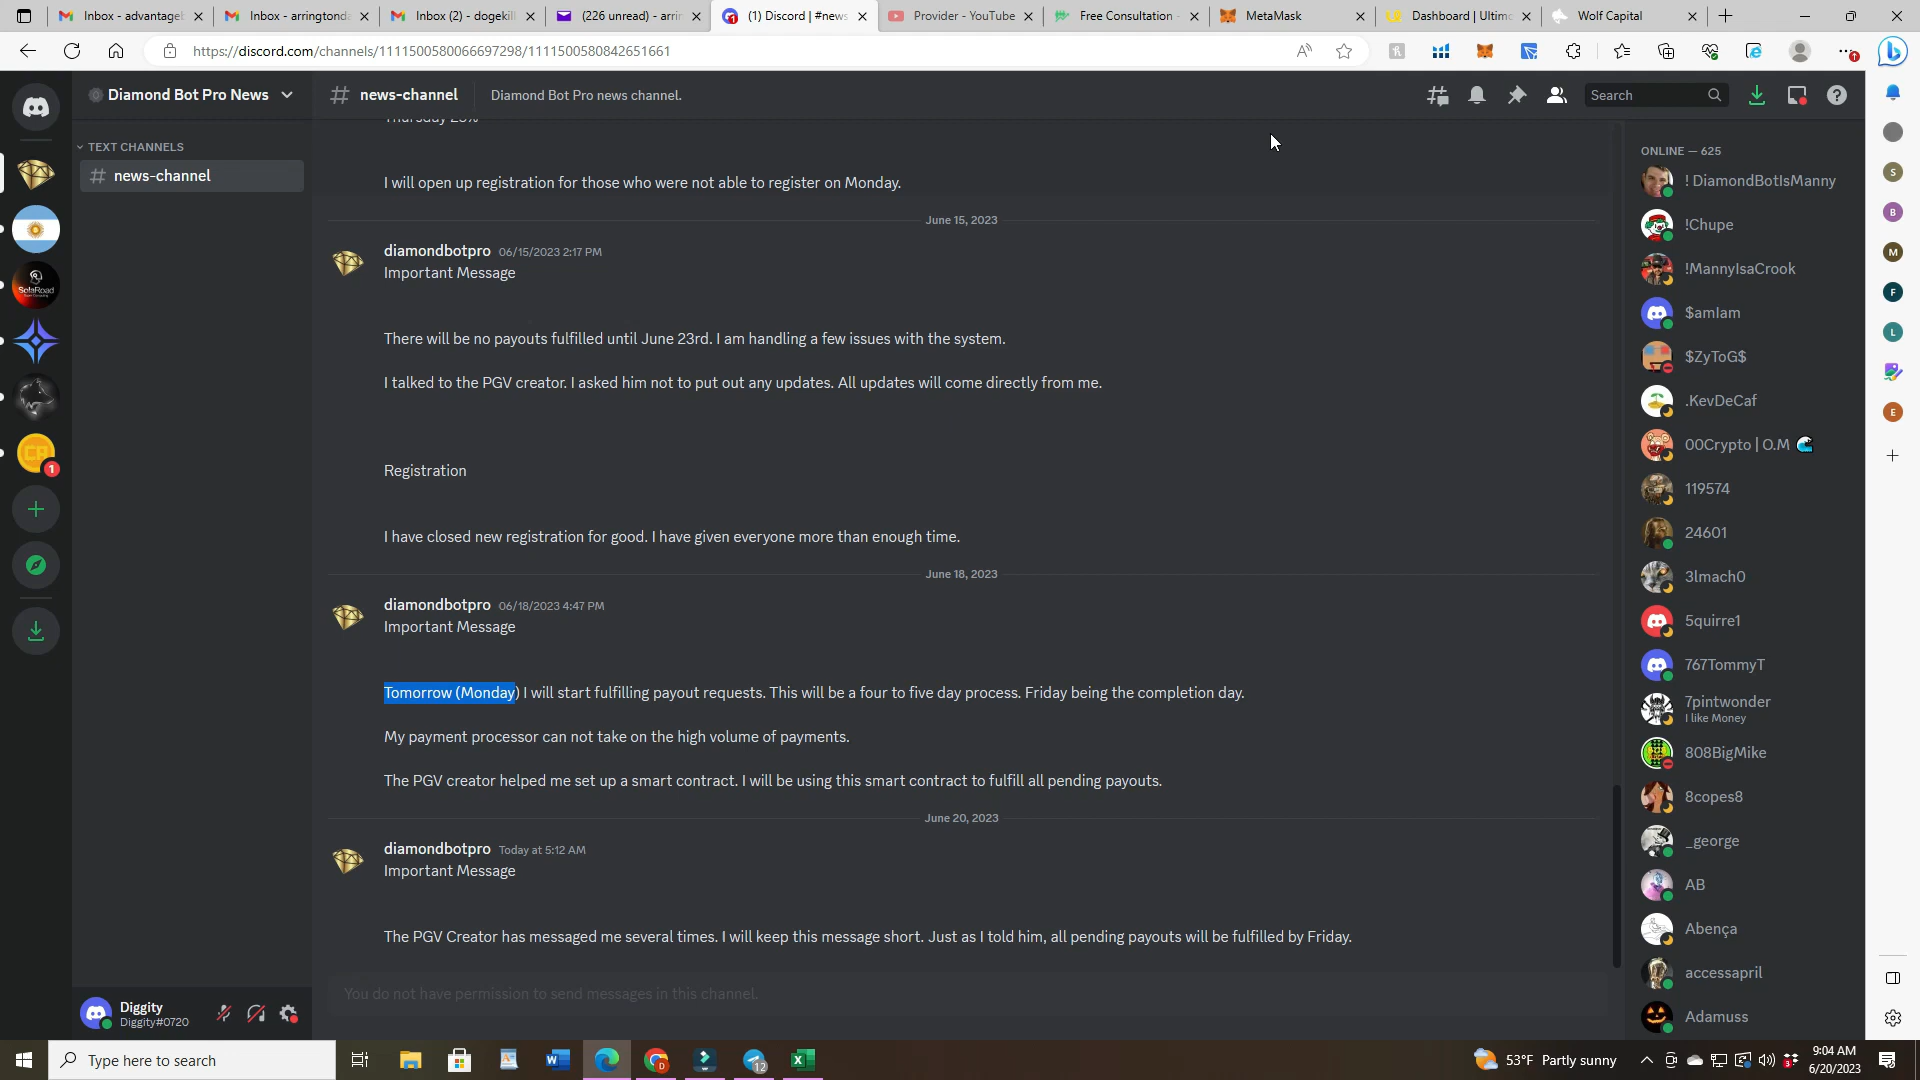 Inbox - advantagel
Inbox - arringtonda
Inbox (2) - dogekill
(226 unread) - arrin
(1) Discord | #news
Provider - YouTube
Free Consultation -
MetaMask
Dashboard | Ultimo
Wolf Capital
https://discord.com/channels/1111500580066697298/1111500580842651661
Diamond Bot Pro News
news-channel
Diamond Bot Pro news channel.
Search
TEXT CHANNELS
news-channel
SolaRoad
1
I will open up registration for those who were not able to register on Monday.
June 15, 2023
diamondbotpro 06/15/2023 2:17 PM
Important Message
There will be no payouts fulfilled until June 23rd. I am handling a few issues with the system.
I talked to the PGV creator. I asked him not to put out any updates. All updates will come directly from me.
Registration
I have closed new registration for good. I have given everyone more than enough time.
June 18, 2023
diamondbotpro 06/18/2023 4:47 PM
Important Message
Tomorrow (Monday) I will start fulfilling payout requests. This will be a four to five day process. Friday being the completion day.
My payment processor can not take on the high volume of payments.
The PGV creator helped me set up a smart contract. I will be using this smart contract to fulfill all pending payouts.
June 20, 2023
diamondbotpro Today at 5:12 AM
Important Message
The PGV Creator has messaged me several times. I will keep this message short. Just as I told him, all pending payouts will be fulfilled by Friday.
You do not have permission to send messages in this channel.
Diggity
Diggity#0720
ONLINE — 625
! DiamondBotIsManny
!Chupe
!MannyIsaCrook
$amIam
$ZyToG$
.KevDeCaf
00Crypto | O.M
119574
24601
3lmach0
5quirre1
767TommyT
7pintwonder
I like Money
808BigMike
8copes8
_george
AB
Abença
accessapril
Adamuss
S
B
M
F
L
E
Type here to search
12
53°F Partly sunny
9:04 AM
6/20/2023